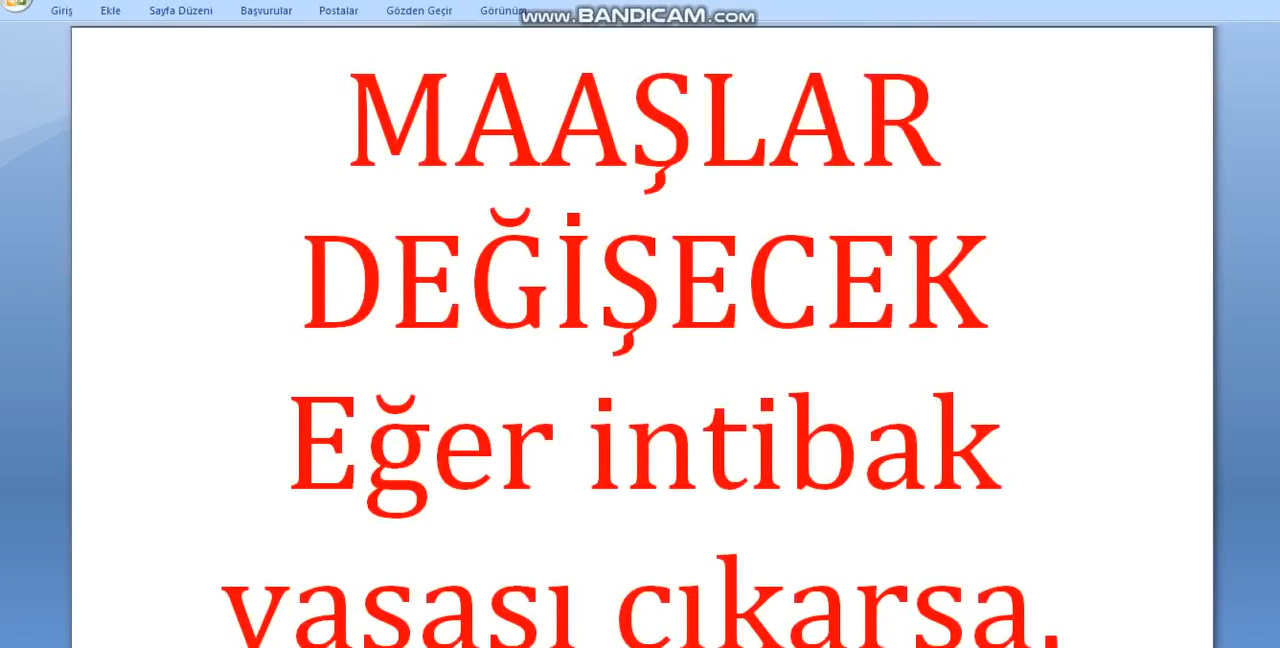 Giriş Ekle Sayfa Düzeni Başvurular Postalar Gözden Geçir Görünüm
www.BANDICAM.com
MAAŞLAR
DEĞİŞECEK
Eğer intibak
yasası çıkarsa,